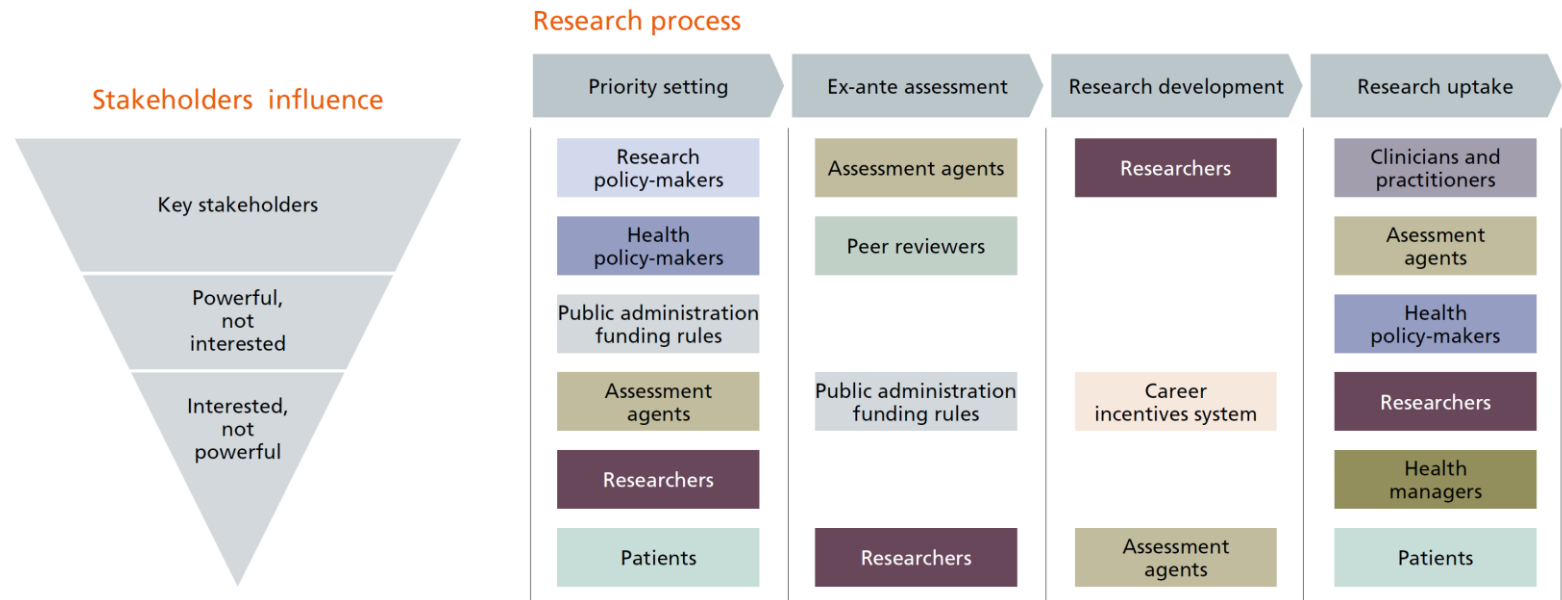 Research process
Stakeholders influence
Priority setting
Ex-ante assessment
Research development
Research uptake
Key stakeholders
Powerful,
not
interested
Interested,
not
powerful
Research
policy-makers
Health
policy-makers
Public administration
funding rules
Assessment
agents
Researchers
Patients
Assessment agents
Peer reviewers
Public administration
funding rules
Researchers
Researchers
Career
incentives system
Assessment
agents
Clinicians and
practitioners
Asessment
agents
Health
policy-makers
Researchers
Health
managers
Patients